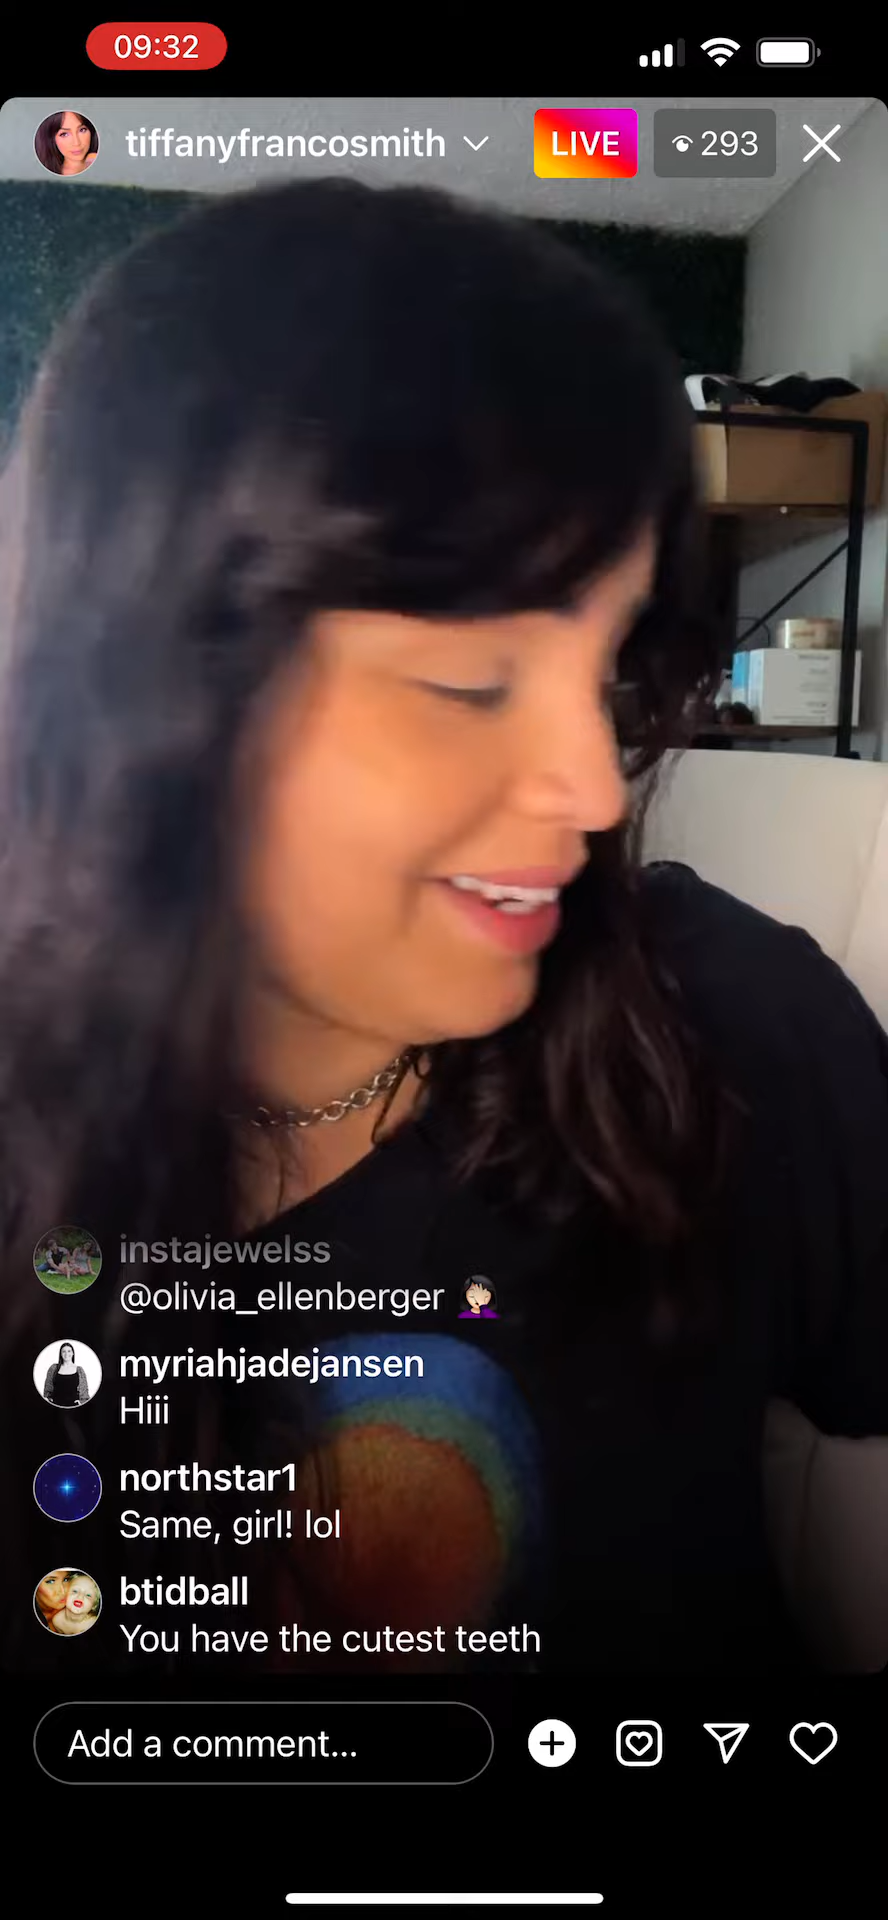 09:32
tiffanyfrancosmith
LIVE
293
instajewelss
@olivia_ellenberger
myriahjadejansen
Hiii
northstar1
Same, girl! lol
btidball
You have the cutest teeth
Add a comment...